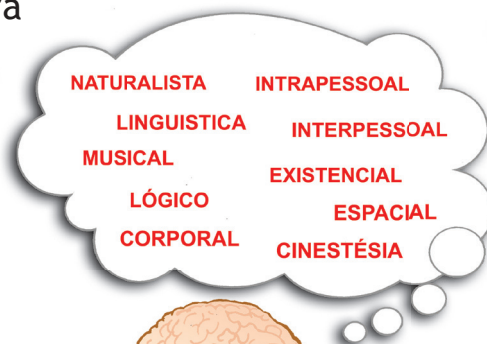 NATURALISTA
INTRAPESSOAL
LINGUISTICA
INTERPESSOAL
MUSICAL
EXISTENCIAL
LÓGICO
ESPACIAL
CORPORAL
CINESTÉSIA